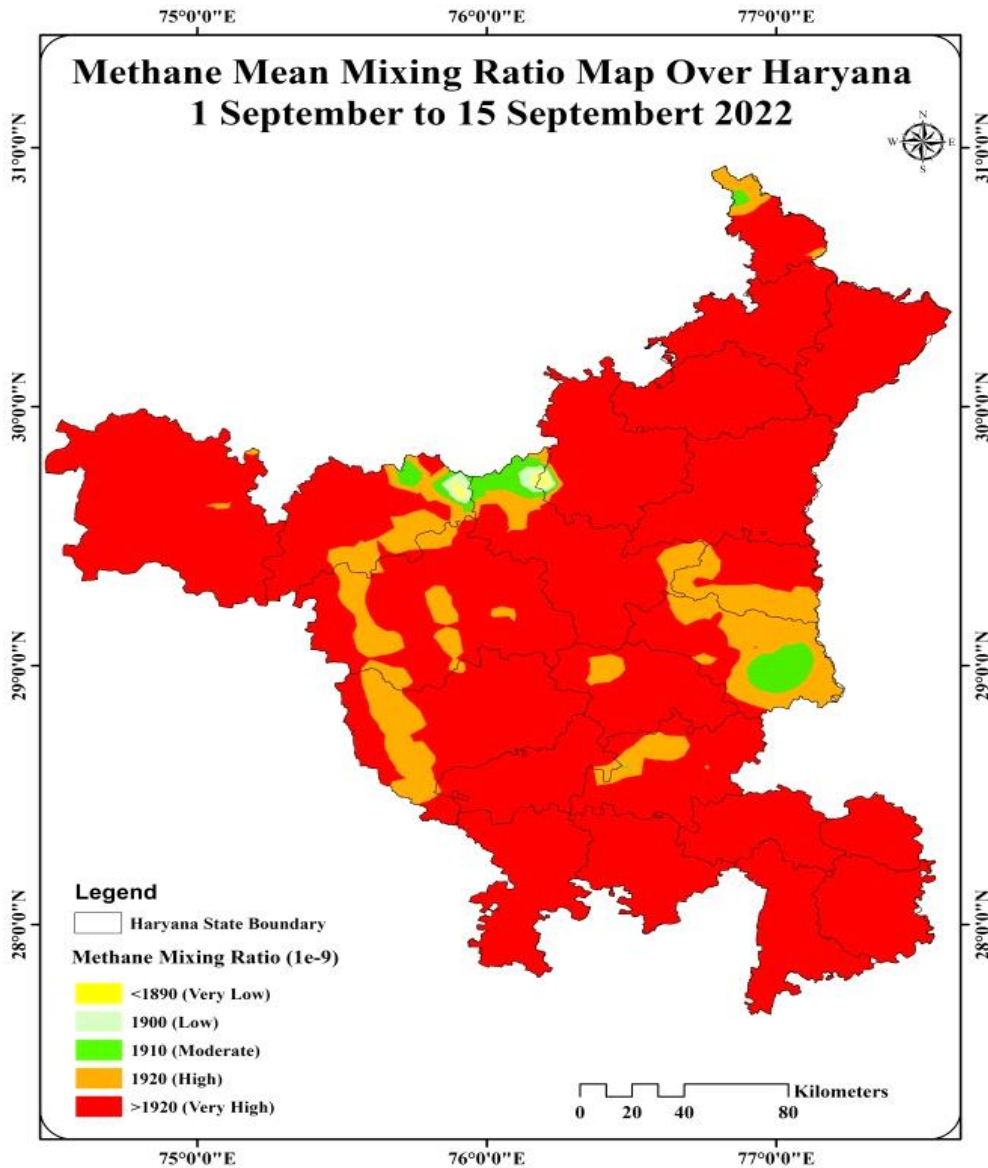 75°0'0"E
76°0'0"E
77°0'0"E
Methane Mean Mixing Ratio Map Over Haryana
1 September to 15 Septembert 2022
N
W
E
S
31°0'0"N
31°0'0"N
30°0'0"N
30°0'0"N
29°0'0"N
29°0'0"N
28°0'0"N
28°0'0"N
Legend
Haryana State Boundary
Methane Mixing Ratio (1e-9)
<1890 (Very Low)
1900 (Low)
1910 (Moderate)
1920 (High)
>1920 (Very High)
Kilometers
0 20 40 80
75°0'0"E
76°0'0"E
77°0'0"E